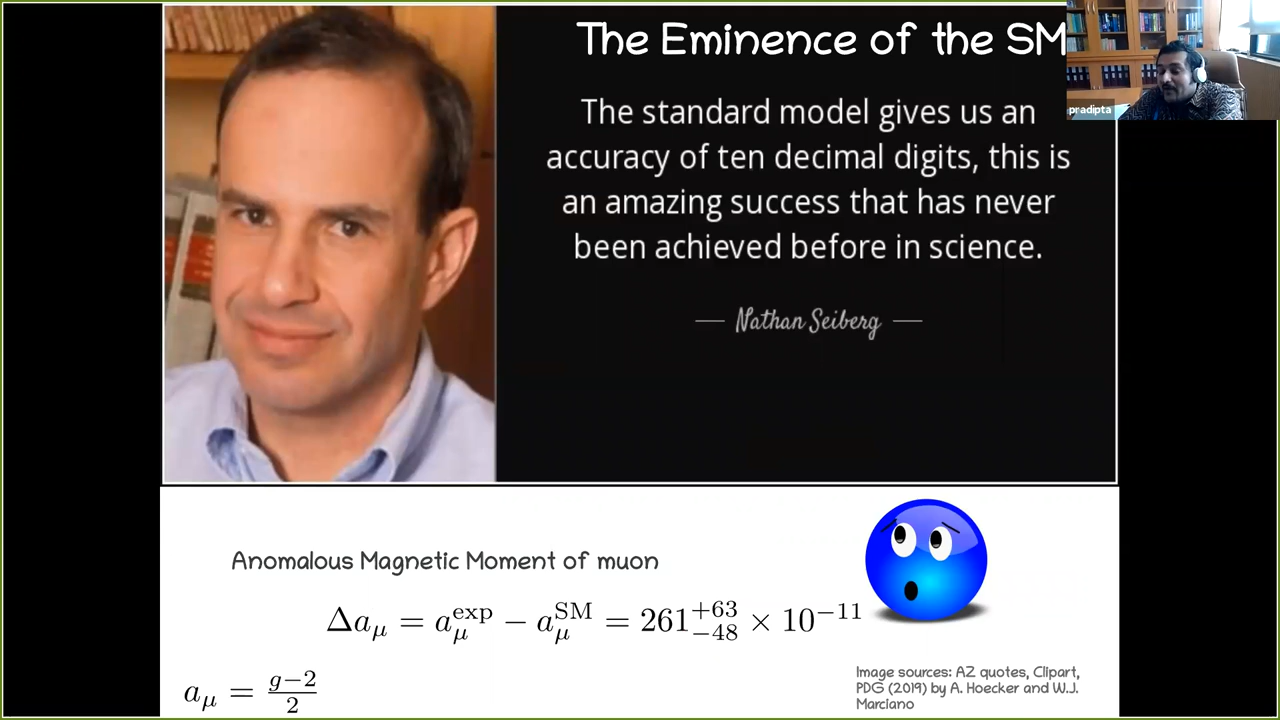 The Eminence of the SM
pradipta
The standard model gives us an
accuracy of ten decimal digits, this is
an amazing success that has never
been achieved before in science.
— Nathan Seiberg —
Anomalous Magnetic Moment of muon
Δa_μ = a_μ^exp − a_μ^SM = 261^{+63}_{−48} × 10^{−11}
a_μ = \frac{g−2}{2}
Image sources: AZ quotes, Clipart,
PDG (2019) by A. Hoecker and W.J.
Marciano